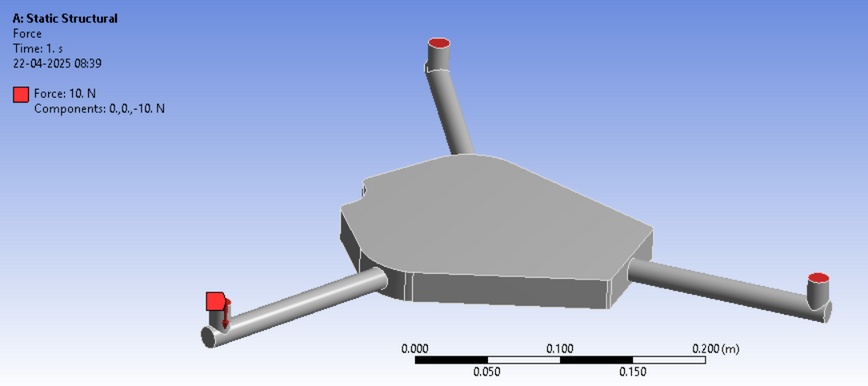 A: Static Structural
Force
Time: 1. s
22-04-2025 08:39
Force: 10. N
Components: 0.,0.,-10. N
0.000 0.100 0.200 (m)
0.050 0.150